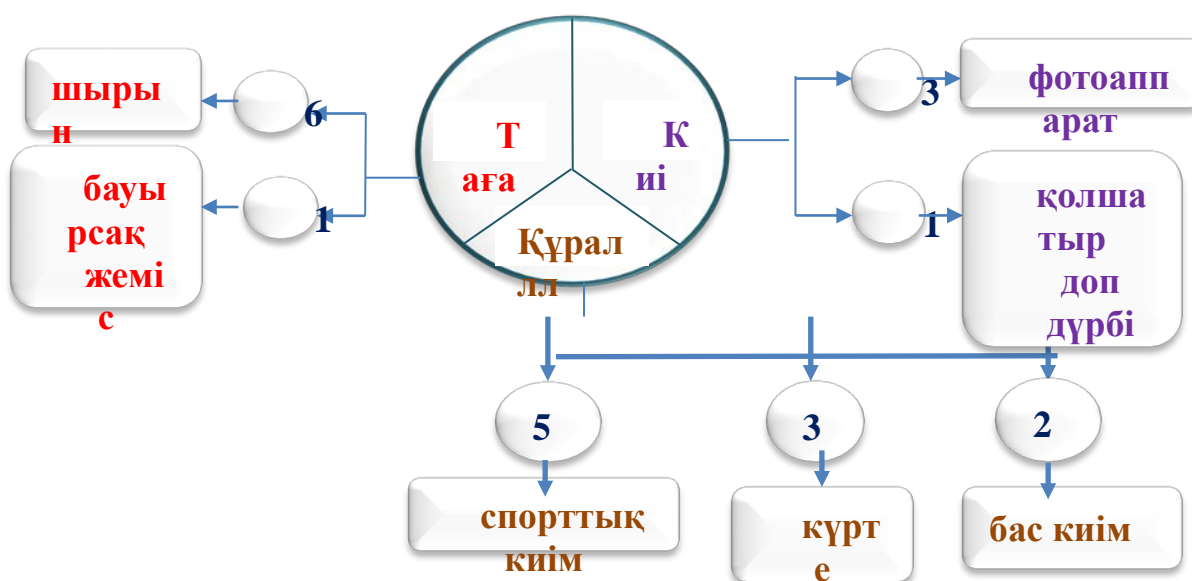 шыры
н
6
бауы
рсақ
жемі
с
1
Т
аға
К
иі
Құрал
лл
3
фотоапп
арат
1
қолша
тыр
доп
дүрбі
5
3
2
спорттық
киім
күрт
е
бас киім